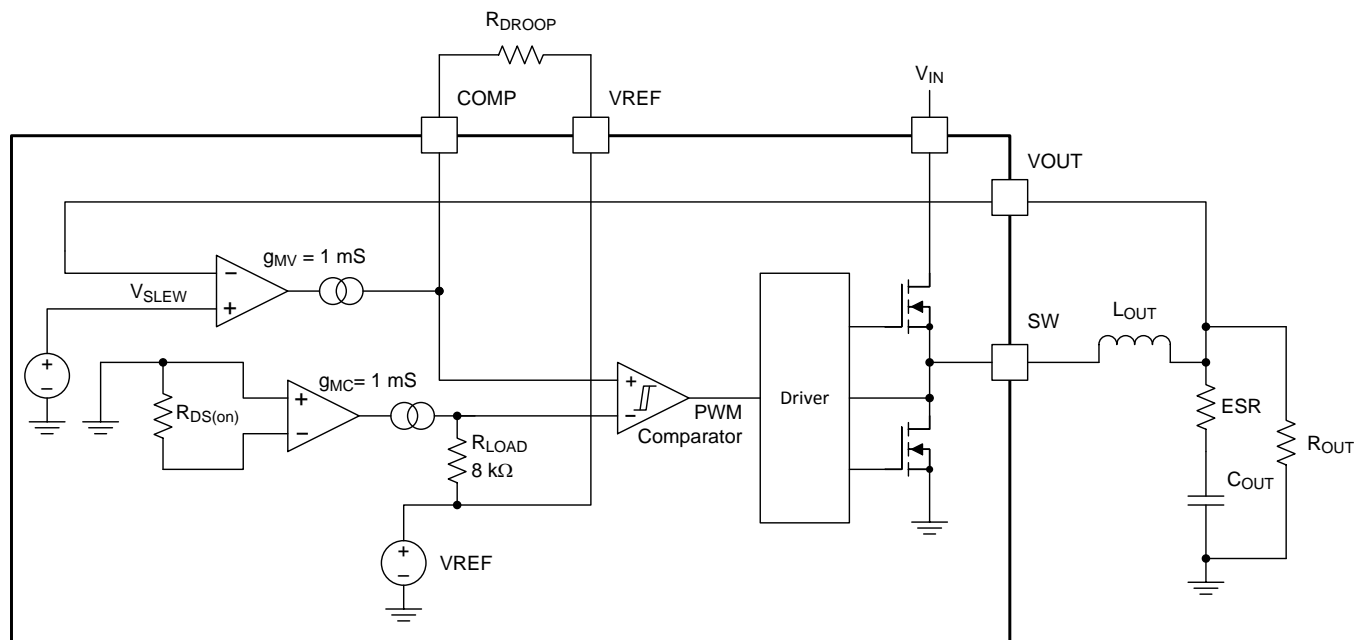 RDROOP
COMP
VREF
VIN
VOUT
gMV = 1 mS
VSLEW
−
+
+
−
gMC= 1 mS
RDS(on)
+
−
RLOAD
8 kΩ
+
−
PWM
Comparator
Driver
SW
LOUT
ESR
COUT
ROUT
+
−
VREF